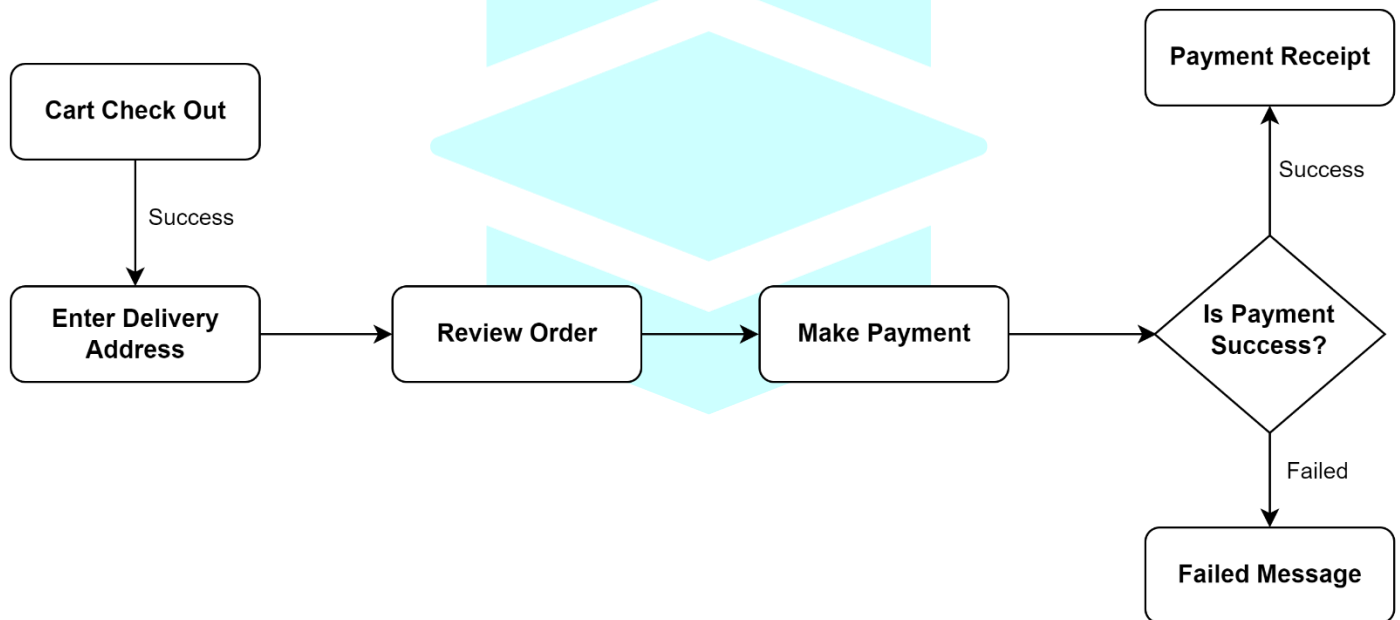 Cart Check Out
Success
Enter Delivery
Address
Review Order
Make Payment
Is Payment
Success?
Success
Payment Receipt
Failed
Failed Message